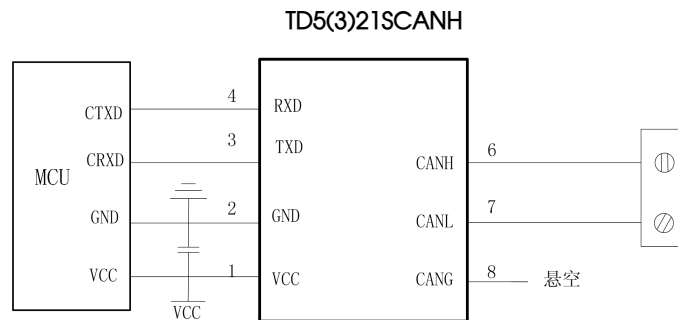 TD5(3)21SCANH
CTXD 4 RXD
CRXD 3 TXD
MCU
CANH 6
GND 2 GND
CANL 7
VCC 1 VCC
CANG 8 悬空
VCC